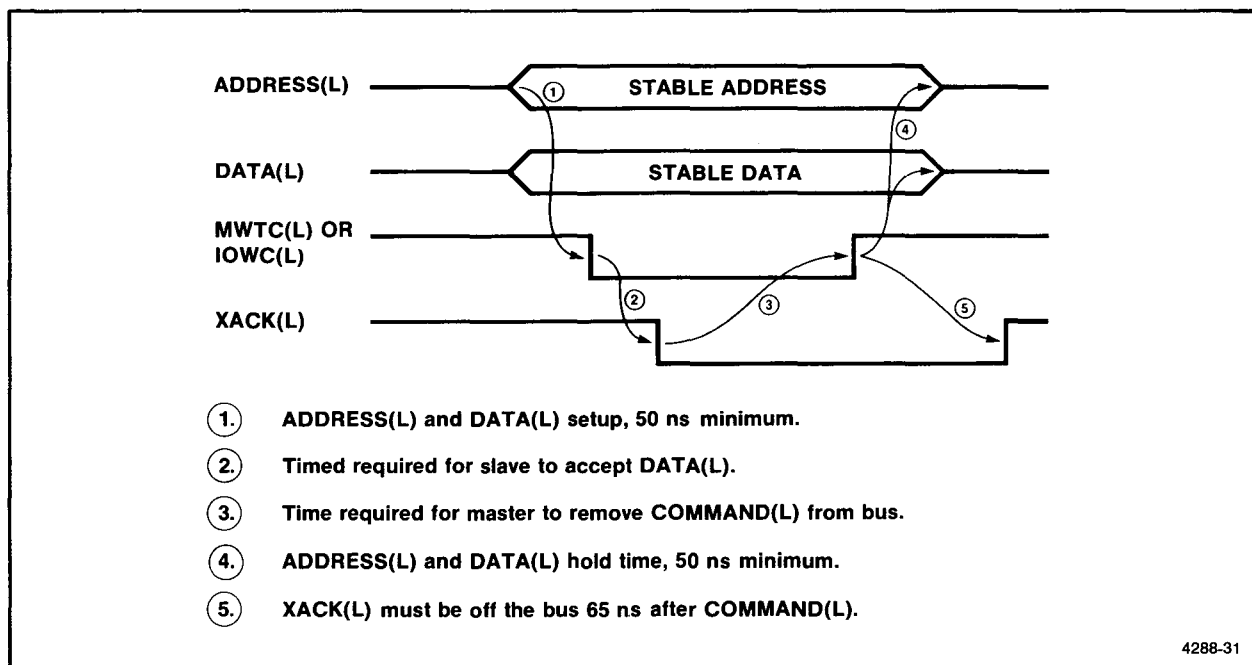 ADDRESS(L)
1
STABLE ADDRESS
4
DATA(L)
STABLE DATA
MWTC(L) OR
IOWC(L)
2
3
5
XACK(L)
1. ADDRESS(L) and DATA(L) setup, 50 ns minimum.
2. Timed required for slave to accept DATA(L).
3. Time required for master to remove COMMAND(L) from bus.
4. ADDRESS(L) and DATA(L) hold time, 50 ns minimum.
5. XACK(L) must be off the bus 65 ns after COMMAND(L).
4288-31